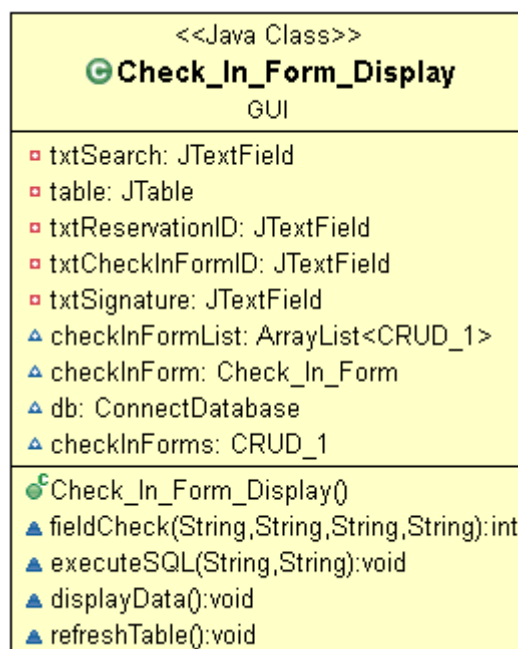 <<Java Class>>
Check_In_Form_Display
GUI
txtSearch: JTextField
table: JTable
txtReservationID: JTextField
txtCheckInFormID: JTextField
txtSignature: JTextField
checkInFormList: ArrayList<CRUD_1>
checkInForm: Check_In_Form
db: ConnectDatabase
checkInForms: CRUD_1
Check_In_Form_Display()
fieldCheck(String,String,String,String):int
executeSQL(String,String):void
displayData():void
refreshTable():void